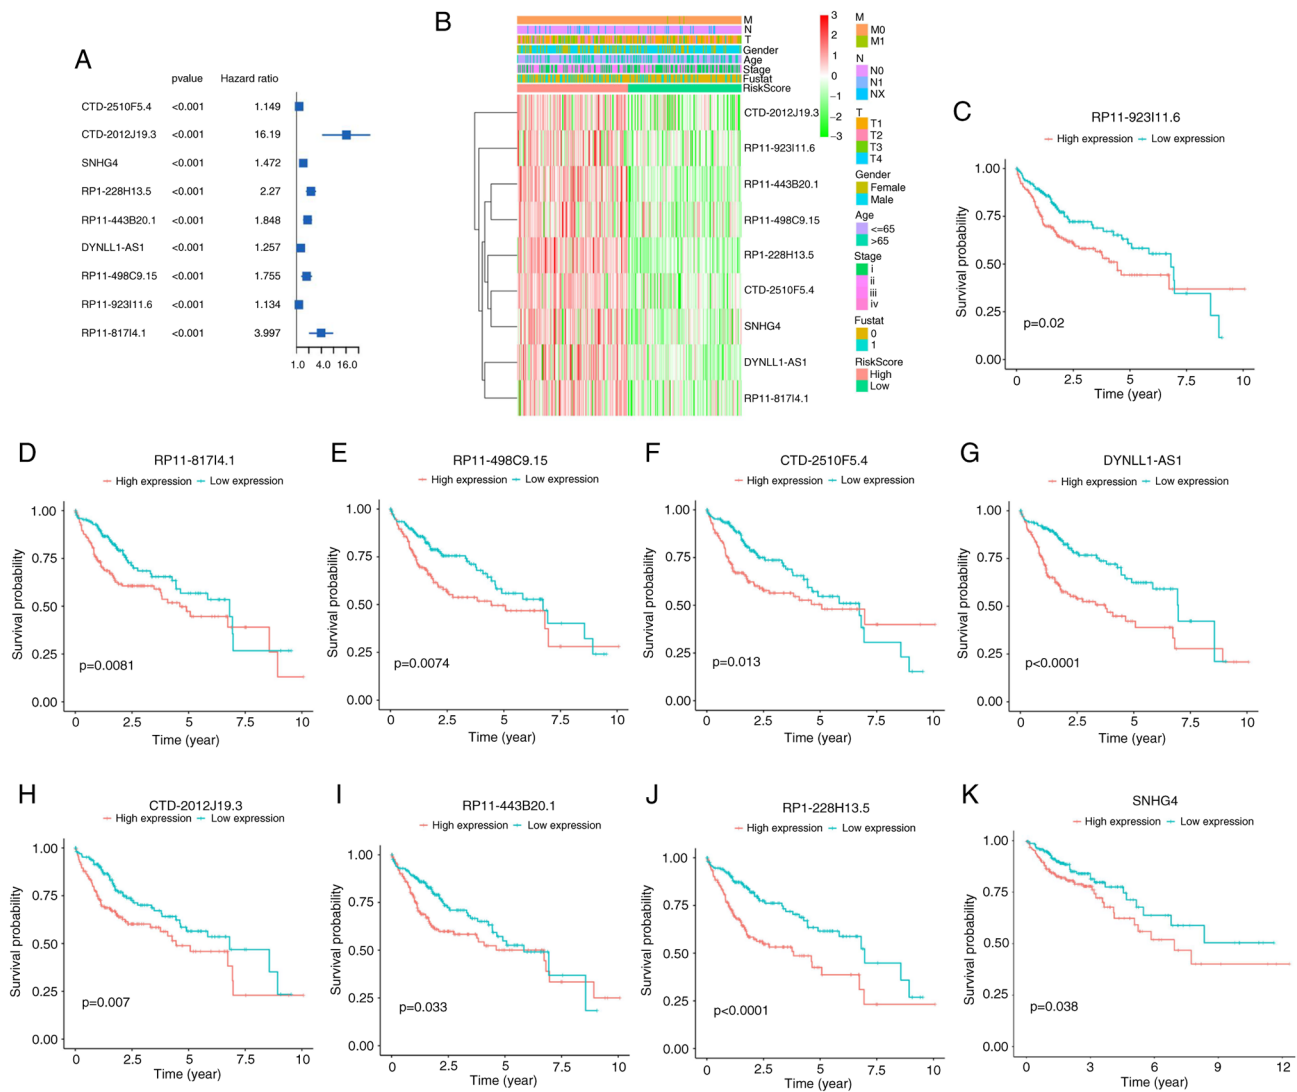 A
pvalue Hazard ratio
CTD-2510F5.4 <0.001 1.149
CTD-2012J19.3 <0.001 16.19
SNHG4 <0.001 1.472
RP1-228H13.5 <0.001 2.27
RP11-443B20.1 <0.001 1.848
DYNLL1-AS1 <0.001 1.257
RP11-498C9.15 <0.001 1.755
RP11-923I11.6 <0.001 1.134
RP11-817I4.1 <0.001 3.997
1.0 4.0 16.0
B
M
N
T
Gender
Age
Stage
Fustat
RiskScore
CTD-2012J19.3
RP11-923I11.6
RP11-443B20.1
RP11-498C9.15
RP1-228H13.5
CTD-2510F5.4
SNHG4
DYNLL1-AS1
RP11-817I4.1
3
2
1
0
−1
−2
−3
M
M0
M1
N
N0
N1
NX
T
T1
T2
T3
T4
Gender
Female
Male
Age
<=65
>65
Stage
i
ii
iii
iv
Fustat
0
1
RiskScore
High
Low
C
RP11-923I11.6
High expression Low expression
Survival probability
1.00
0.75
0.50
0.25
0.00
p=0.02
0 2.5 5 7.5 10
Time (year)
D
RP11-817I4.1
High expression Low expression
Survival probability
1.00
0.75
0.50
0.25
0.00
p=0.0081
0 2.5 5 7.5 10
Time (year)
E
RP11-498C9.15
High expression Low expression
Survival probability
1.00
0.75
0.50
0.25
0.00
p=0.0074
0 2.5 5 7.5 10
Time (year)
F
CTD-2510F5.4
High expression Low expression
Survival probability
1.00
0.75
0.50
0.25
0.00
p=0.013
0 2.5 5 7.5 10
Time (year)
G
DYNLL1-AS1
High expression Low expression
Survival probability
1.00
0.75
0.50
0.25
0.00
p<0.0001
0 2.5 5 7.5 10
Time (year)
H
CTD-2012J19.3
High expression Low expression
Survival probability
1.00
0.75
0.50
0.25
0.00
p=0.007
0 2.5 5 7.5 10
Time (year)
I
RP11-443B20.1
High expression Low expression
Survival probability
1.00
0.75
0.50
0.25
0.00
p=0.033
0 2.5 5 7.5 10
Time (year)
J
RP1-228H13.5
High expression Low expression
Survival probability
1.00
0.75
0.50
0.25
0.00
p<0.0001
0 2.5 5 7.5 10
Time (year)
K
SNHG4
High expression Low expression
Survival probability
1.00
0.75
0.50
0.25
0.00
p=0.038
0 3 6 9 12
Time (year)